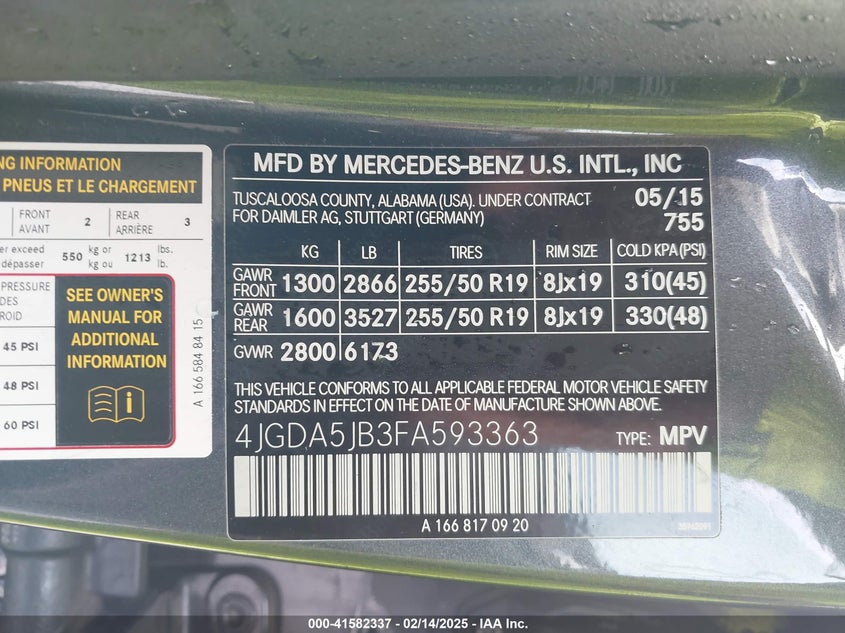 NG INFORMATION
PNEUS ET LE CHARGEMENT
FRONT AVANT 2 REAR ARRIÈRE 3
er exceed 550 kg or 1213 lbs.
dépasser kg ou lb.
PRESSURE
DES
ROID
45 PSI
48 PSI
60 PSI
SEE OWNER'S
MANUAL FOR
ADDITIONAL
INFORMATION
A 166 584 84 15
MFD BY MERCEDES-BENZ U.S. INTL., INC
TUSCALOOSA COUNTY, ALABAMA (USA). UNDER CONTRACT 05/15
FOR DAIMLER AG, STUTTGART (GERMANY) 755
KG LB TIRES RIM SIZE COLD KPA (PSI)
GAWR FRONT 1300 2866 255/50 R19 8Jx19 310(45)
GAWR REAR 1600 3527 255/50 R19 8Jx19 330(48)
GVWR 2800 6173
THIS VEHICLE CONFORMS TO ALL APPLICABLE FEDERAL MOTOR VEHICLE SAFETY
STANDARDS IN EFFECT ON THE DATE OF MANUFACTURE SHOWN ABOVE.
4JGDA5JB3FA593363 TYPE: MPV
A 166 817 09 20
000-41582337 - 02/14/2025 - IAA Inc.